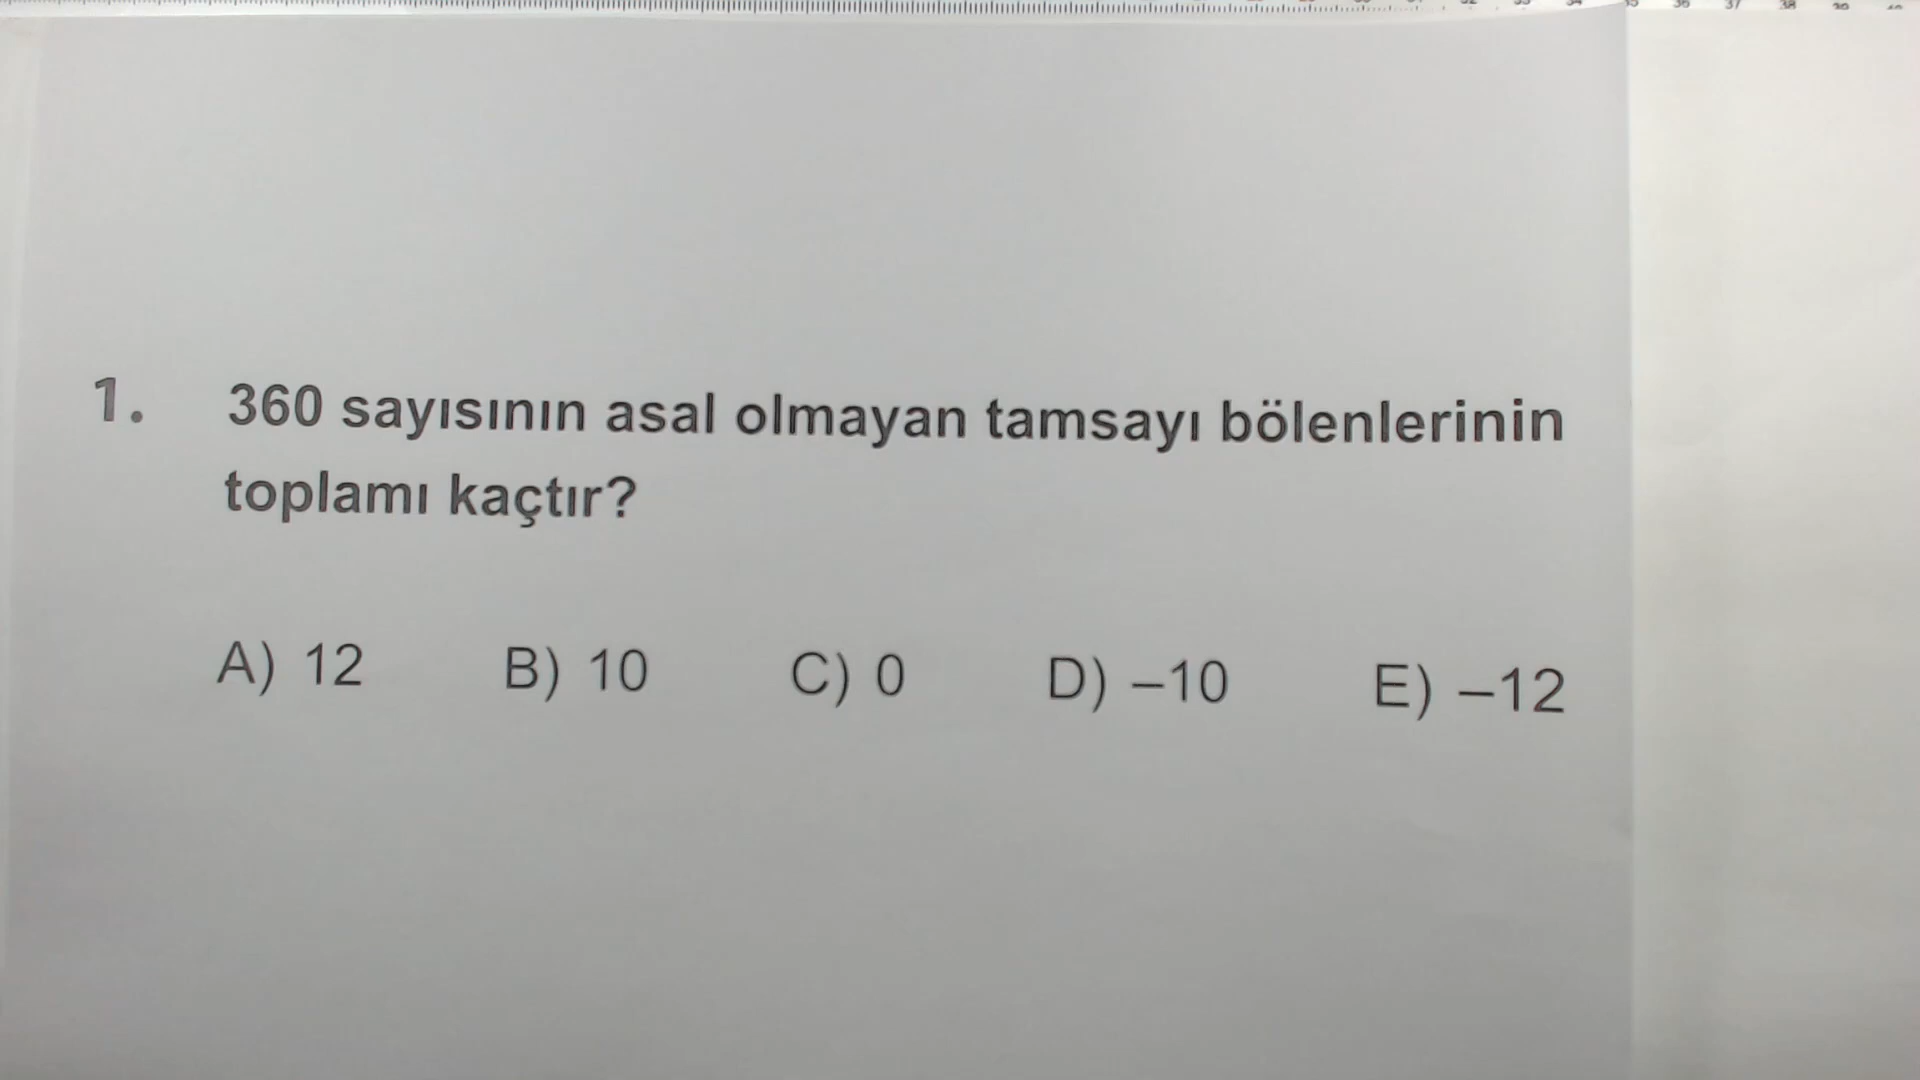 1. 360 sayısının asal olmayan tamsayı bölenlerinin
toplamı kaçtır?
A) 12 B) 10 C) 0 D) –10 E) –12